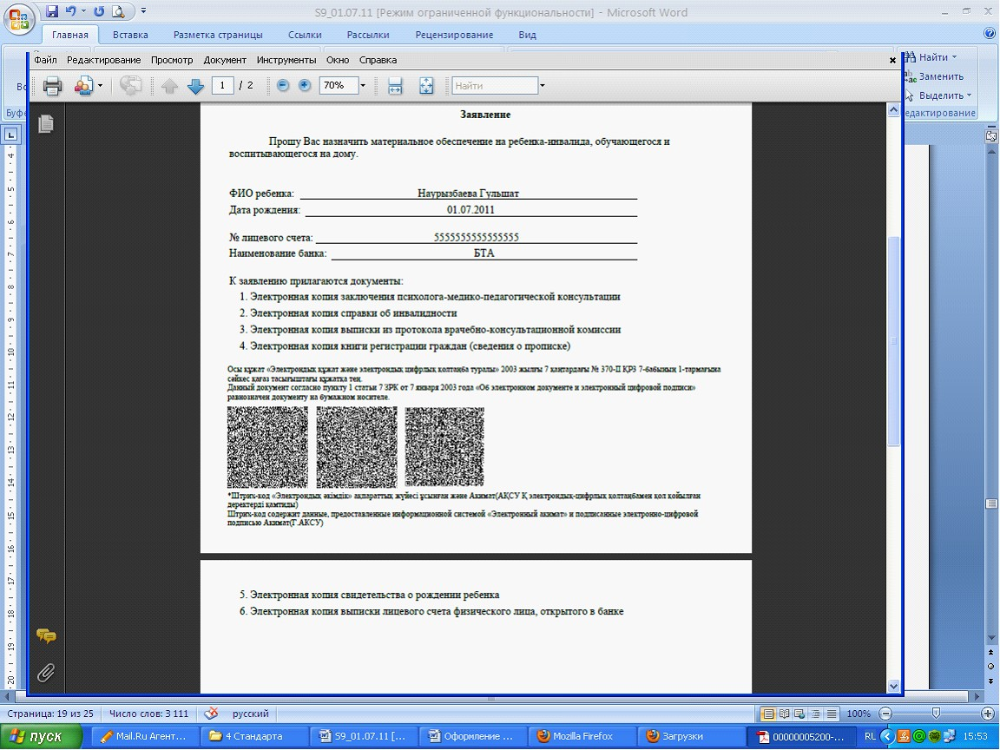 S9_01.07.11 [Режим ограниченной функциональности] - Microsoft Word
Главная Вставка Разметка страницы Ссылки Рассылки Рецензирование Вид
Файл Редактирование Просмотр Документ Инструменты Окно Справка
Найти
1 / 2 70% Найти
Заменить
Выделить
Заявление
Прошу Вас назначить материальное обеспечение на ребенка-инвалида, обучающегося и
воспитывающегося на дому.
ФИО ребенка: Наурызбаева Гульшат
Дата рождения: 01.07.2011
№ лицевого счета: 5555555555555555
Наименование банка: БТА
К заявлению прилагаются документы:
1. Электронная копия заключения психолога-медико-педагогической консультации
2. Электронная копия справки об инвалидности
3. Электронная копия выписки из протокола врачебно-консультационной комиссии
4. Электронная копия книги регистрации граждан (сведения о прописке)
Осы құжат «Электрондық құжат және электрондық цифрлық қолтаңба туралы» 2003 жылғы 7 қаңтардағы № 370-II ҚРЗ 7-бабының 1-тармағына
сәйкес қағаз тасығыштағы құжатқа тең.
Данный документ согласно пункту 1 статьи 7 ЗРК от 7 января 2003 года «Об электронном документе и электронный цифровой подписи»
равнозначен документу на бумажном носителе.
*Штрих-код «Электрондық әкімдік» ақпараттық жүйесі ұсынған және Акимат(АҚСУ Қ электрондық-цифрлық қолтаңбамен қол қойылған
деректерді қамтиды)
Штрих-код содержит данные, предоставленные информационной системой «Электронный акимат» и подписанные электронно-цифровой
подписью Акимат(Г.АКСУ)
5. Электронная копия свидетельства о рождении ребенка
6. Электронная копия выписки лицевого счета физического лица, открытого в банке
Страница: 19 из 25 Число слов: 3 111 русский 100%
пуск Mail.Ru Агент... 4 Стандарта S9_01.07.11 [... Оформление ... Mozilla Firefox Загрузки 00000005200-... RL 15:53